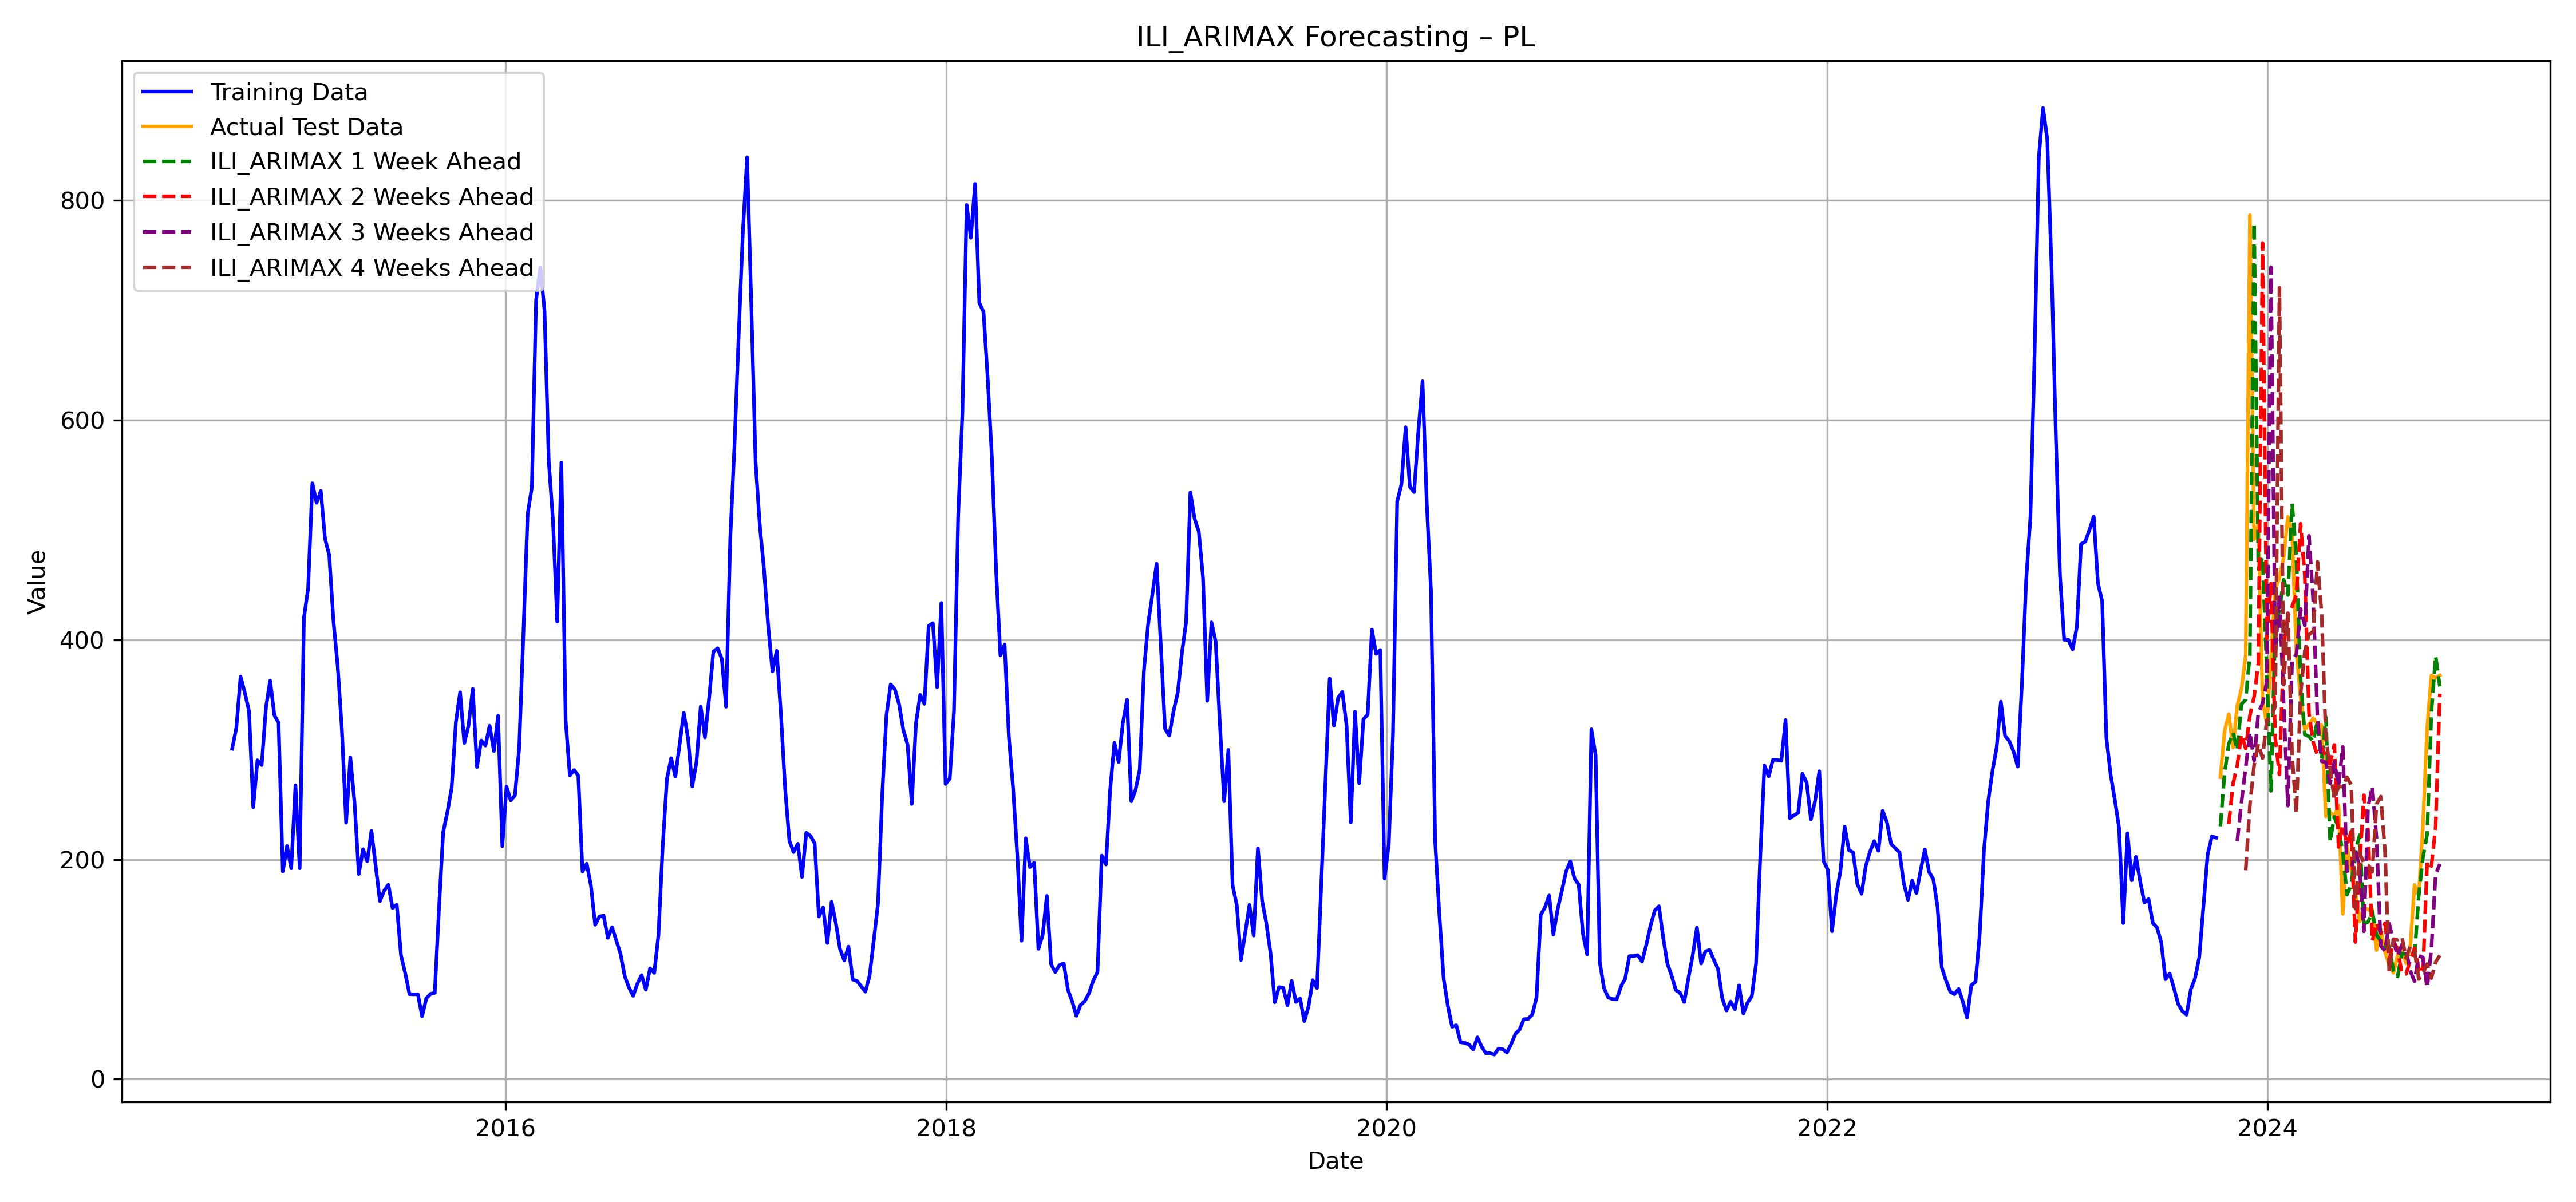 ILI_ARIMAX Forecasting – PL
Training Data
Actual Test Data
ILI_ARIMAX 1 Week Ahead
ILI_ARIMAX 2 Weeks Ahead
ILI_ARIMAX 3 Weeks Ahead
ILI_ARIMAX 4 Weeks Ahead
Value
800
600
400
200
0
2016 2018 2020 2022 2024
Date